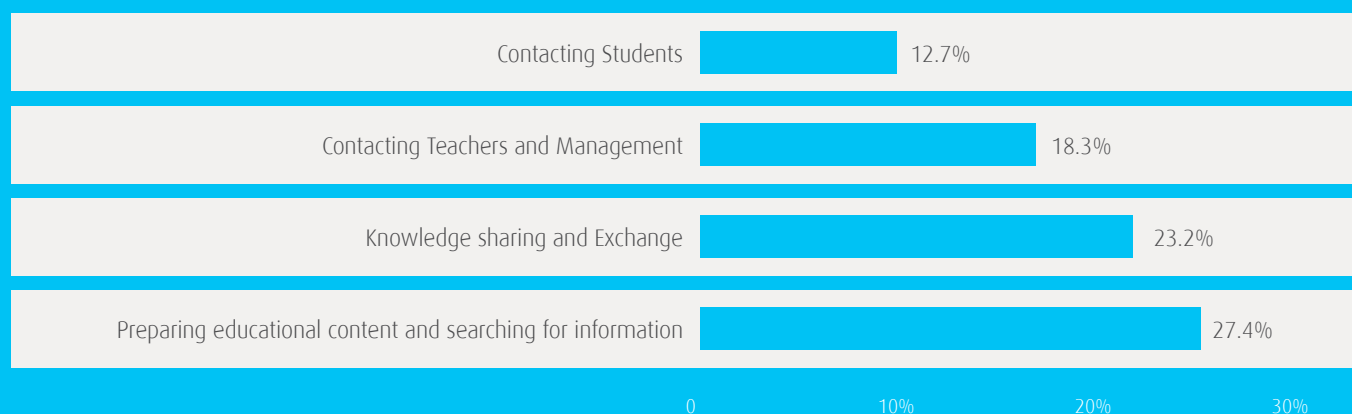 Contacting Students 12.7%
Contacting Teachers and Management 18.3%
Knowledge sharing and Exchange 23.2%
Preparing educational content and searching for information 27.4%
0 10% 20% 30%